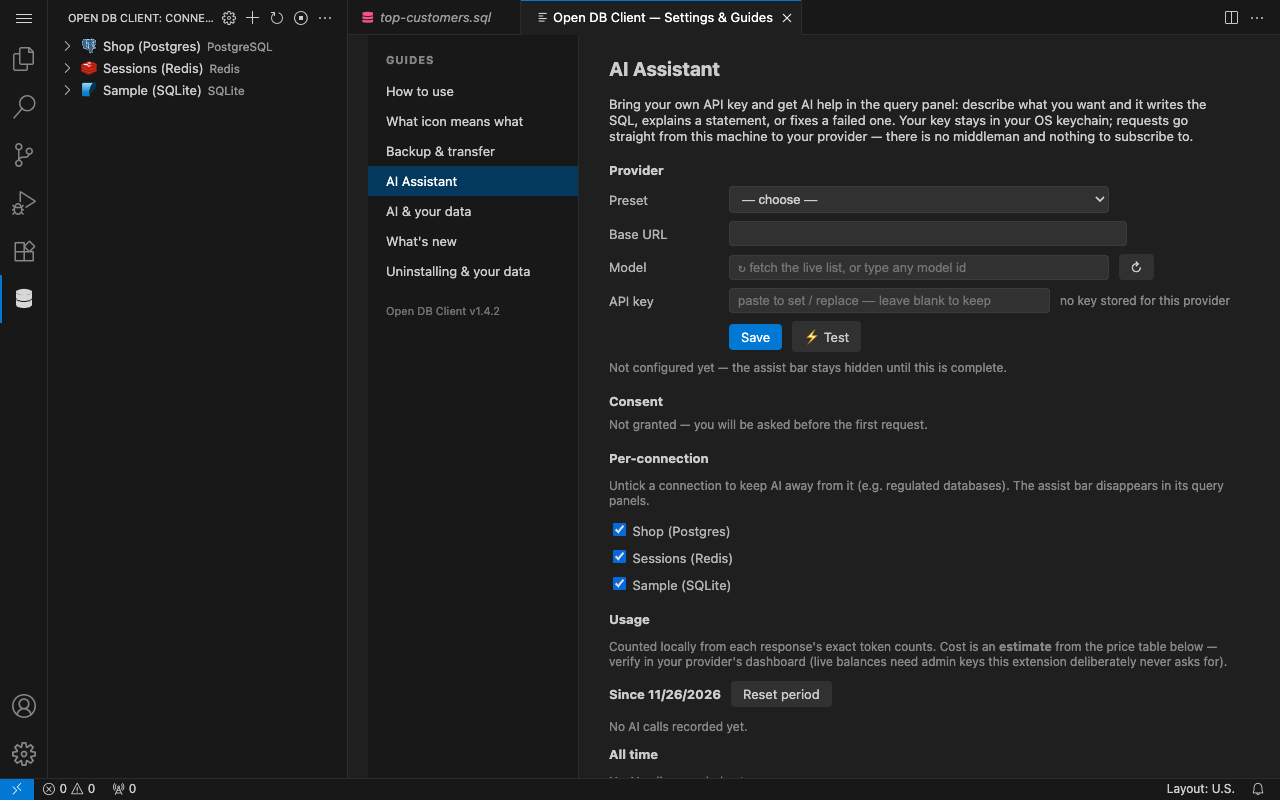 OPEN DB CLIENT: CONNE...
Shop (Postgres) PostgreSQL
Sessions (Redis) Redis
Sample (SQLite) SQLite
top-customers.sql
Open DB Client — Settings & Guides
GUIDES
How to use
What icon means what
Backup & transfer
AI Assistant
AI & your data
What's new
Uninstalling & your data
Open DB Client v1.4.2
AI Assistant
Bring your own API key and get AI help in the query panel: describe what you want and it writes the
SQL, explains a statement, or fixes a failed one. Your key stays in your OS keychain; requests go
straight from this machine to your provider — there is no middleman and nothing to subscribe to.
Provider
Preset — choose —
Base URL
Model ↻ fetch the live list, or type any model id
API key paste to set / replace — leave blank to keep no key stored for this provider
Save ⚡ Test
Not configured yet — the assist bar stays hidden until this is complete.
Consent
Not granted — you will be asked before the first request.
Per-connection
Untick a connection to keep AI away from it (e.g. regulated databases). The assist bar disappears in its query
panels.
Shop (Postgres)
Sessions (Redis)
Sample (SQLite)
Usage
Counted locally from each response's exact token counts. Cost is an estimate from the price table below —
verify in your provider's dashboard (live balances need admin keys this extension deliberately never asks for).
Since 11/26/2026 Reset period
No AI calls recorded yet.
All time
0 0 0
Layout: U.S.